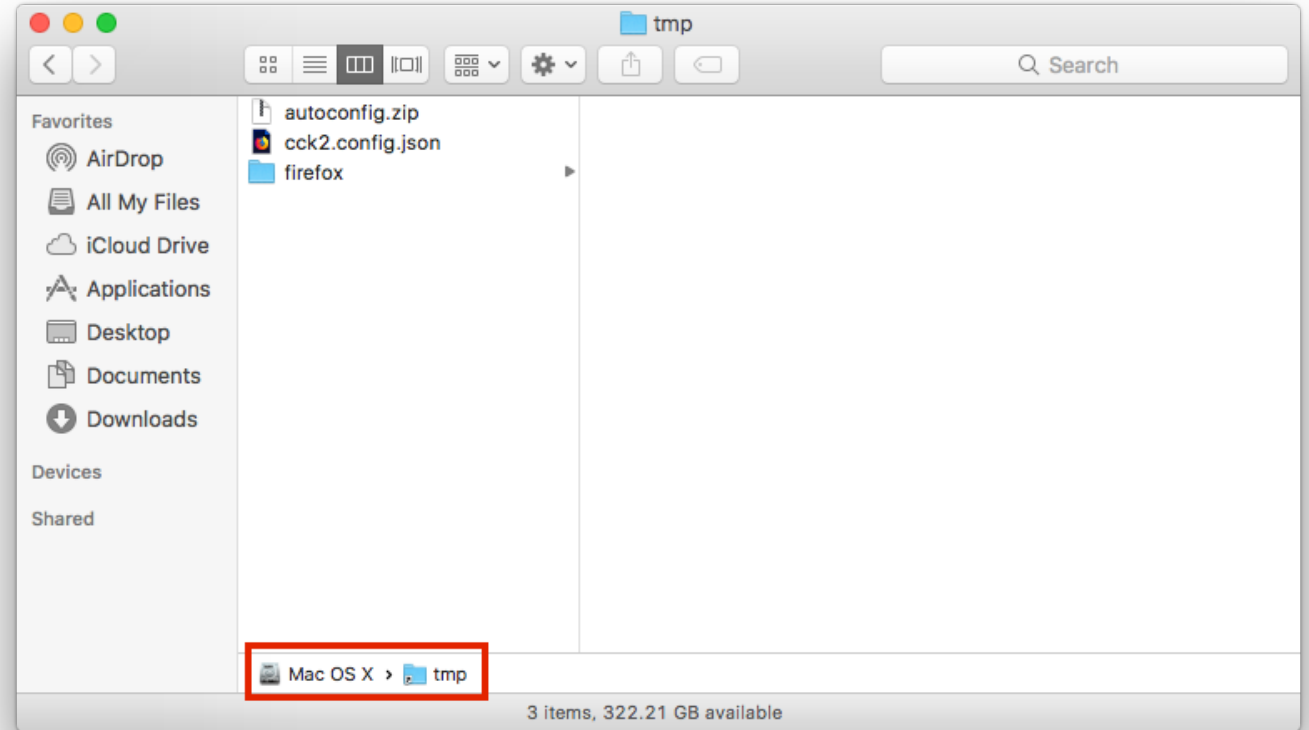 tmp
Search
Favorites
AirDrop
All My Files
iCloud Drive
Applications
Desktop
Documents
Downloads
Devices
Shared
autoconfig.zip
cck2.config.json
firefox
Mac OS X › tmp
3 items, 322.21 GB available